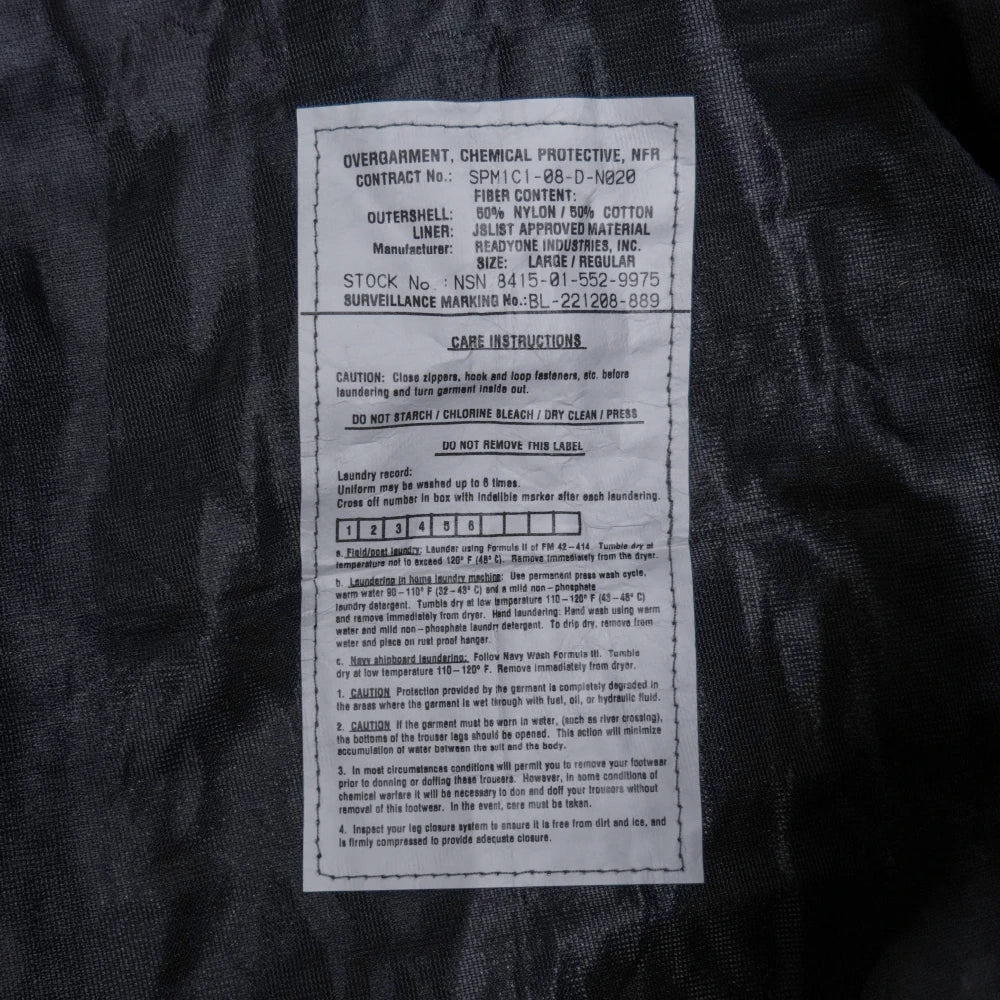 OVERGARMENT, CHEMICAL PROTECTIVE, NFR
CONTRACT No.: SPM1C1-08-D-N020
FIBER CONTENT:
OUTERSHELL: 50% NYLON / 50% COTTON
LINER: JSLIST APPROVED MATERIAL
Manufacturer: READYONE INDUSTRIES, INC.
SIZE: LARGE / REGULAR
STOCK No.: NSN 8415-01-552-9975
SURVEILLANCE MARKING No.:BL-221208-889
CARE INSTRUCTIONS
CAUTION: Close zippers, hook and loop fasteners, etc. before
laundering and turn garment inside out.
DO NOT STARCH / CHLORINE BLEACH / DRY CLEAN / PRESS
DO NOT REMOVE THIS LABEL
Laundry record:
Uniform may be washed up to 6 times.
Cross off number in box with indelible marker after each laundering.
1 2 3 4 5 6
a. Field/post laundry: Launder using Formula II of FM 42-414. Tumble dry at
temperature not to exceed 120° F (48° C). Remove immediately from the dryer.
b. Laundering in home laundry machine: Use permanent press wash cycle,
warm water 90-110° F (32-43° C) and a mild non-phosphate
laundry detergent. Tumble dry at low temperature 110-120° F (43-48° C)
and remove immediately from dryer. Hand laundering: Hand wash using warm
water and mild non-phosphate laundry detergent. To drip dry, remove from
water and place on rust proof hanger.
c. Navy shipboard laundering: Follow Navy Wash Formula III. Tumble
dry at low temperature 110-120° F. Remove immediately from dryer.
1. CAUTION Protection provided by the garment is completely degraded in
the areas where the garment is wet through with fuel, oil, or hydraulic fluid.
2. CAUTION If the garment must be worn in water, (such as river crossing),
the bottoms of the trouser legs should be opened. This action will minimize
accumulation of water between the suit and the body.
3. In most circumstances conditions will permit you to remove your footwear
prior to donning or doffing these trousers. However, in some conditions of
chemical warfare it will be necessary to don and doff your trousers without
removal of this footwear. In the event, care must be taken.
4. Inspect your leg closure system to ensure it is free from dirt and ice, and
is firmly compressed to provide adequate closure.